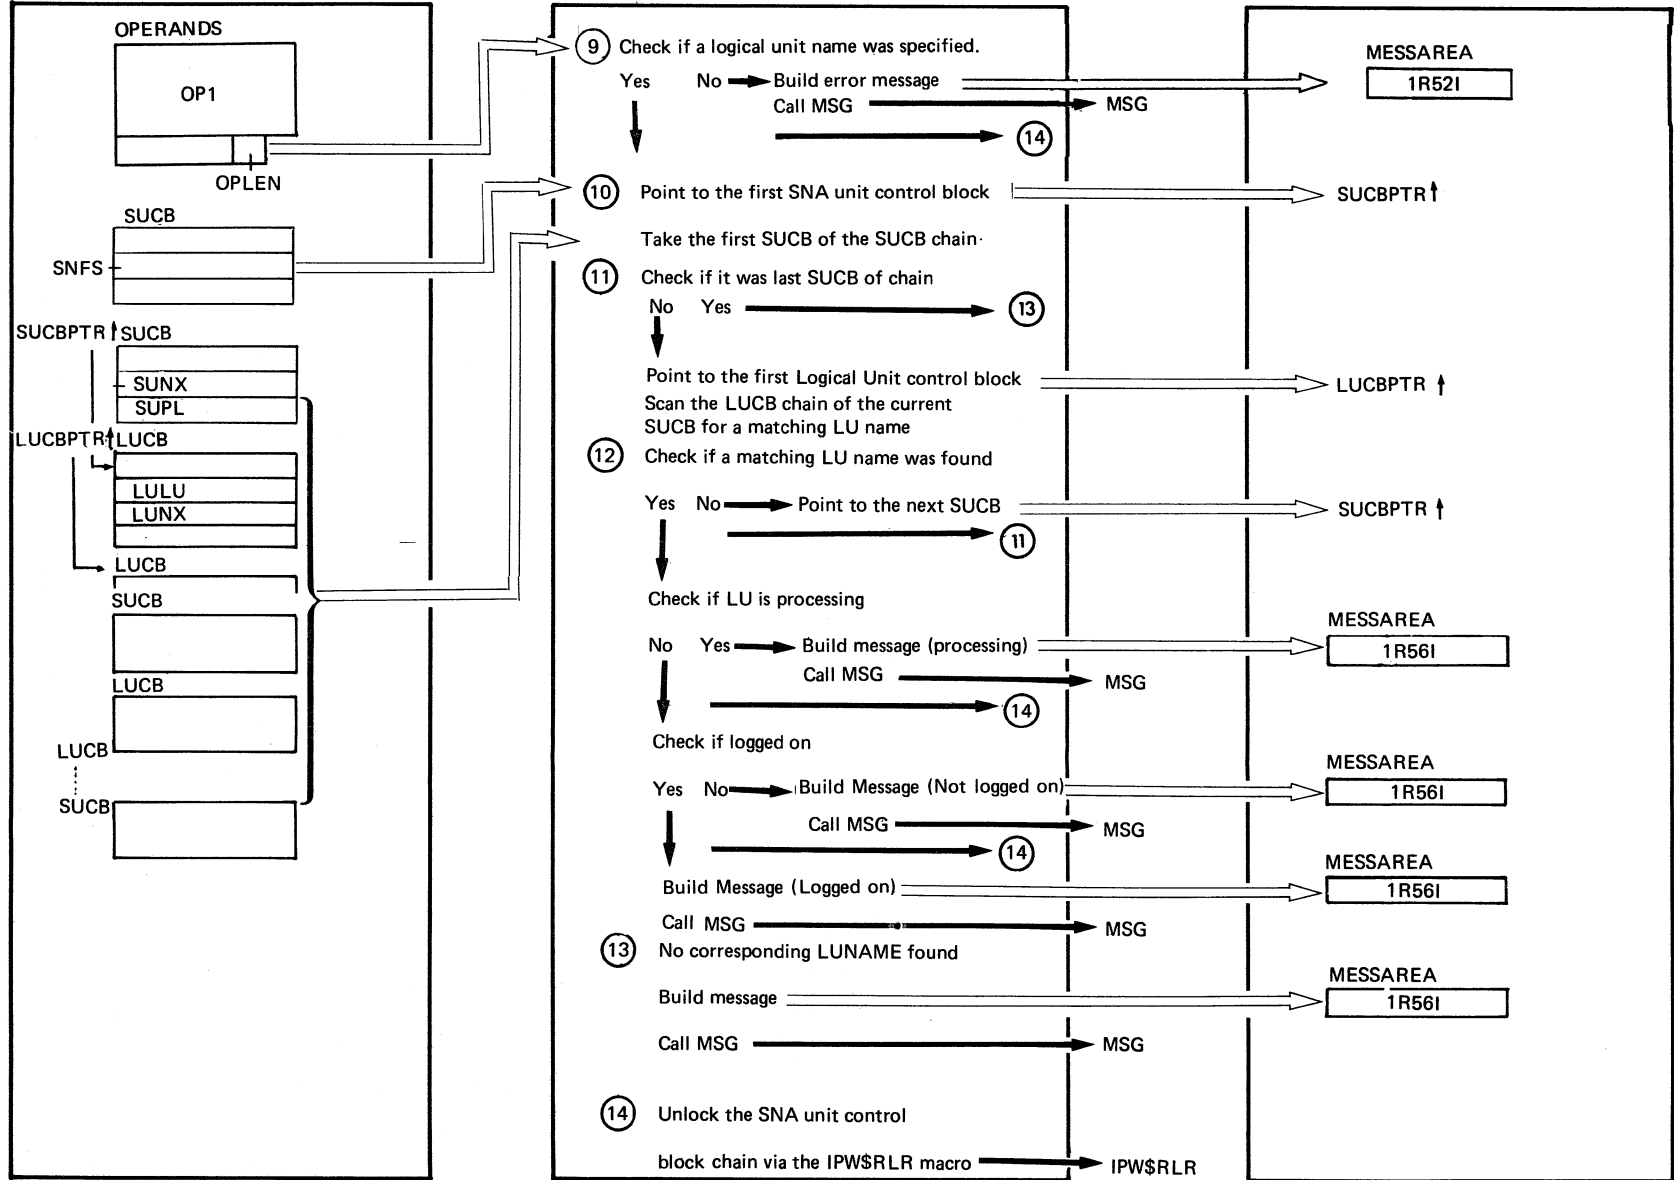 OPERANDS
OP1
OPLEN
SUCB
SNFS
SUCBPTR SUCB
SUNX
SUPL
LUCBPTR LUCB
LULU
LUNX
LUCB
SUCB
LUCB
LUCB
SUCB
9 Check if a logical unit name was specified.
Yes No Build error message
Call MSG MSG
14
10 Point to the first SNA unit control block
Take the first SUCB of the SUCB chain
11 Check if it was last SUCB of chain
No Yes 13
Point to the first Logical Unit control block
Scan the LUCB chain of the current
SUCB for a matching LU name
12 Check if a matching LU name was found
Yes No Point to the next SUCB
11
Check if LU is processing
No Yes Build message (processing)
Call MSG MSG
14
Check if logged on
Yes No Build Message (Not logged on)
Call MSG MSG
14
Build Message (Logged on)
Call MSG MSG
13 No corresponding LUNAME found
Build message
Call MSG MSG
14 Unlock the SNA unit control
block chain via the IPW$RLR macro IPW$RLR
MESSAREA
1R52I
SUCBPTR
LUCBPTR
SUCBPTR
MESSAREA
1R56I
MESSAREA
1R56I
MESSAREA
1R56I
MESSAREA
1R56I